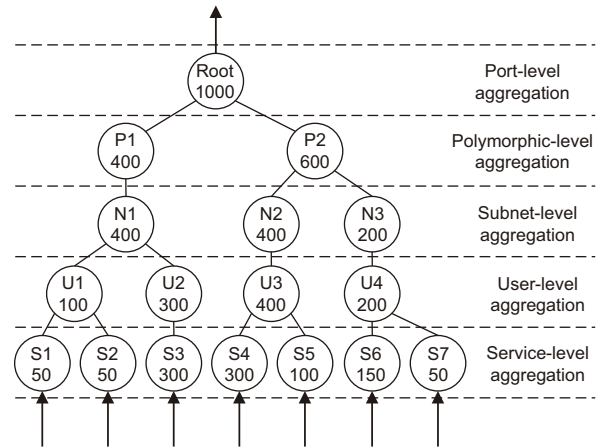 Root
1000
Port-level
aggregation
P1
400
P2
600
Polymorphic-level
aggregation
N1
400
N2
400
N3
200
Subnet-level
aggregation
U1
100
U2
300
U3
400
U4
200
User-level
aggregation
S1
50
S2
50
S3
300
S4
300
S5
100
S6
150
S7
50
Service-level
aggregation